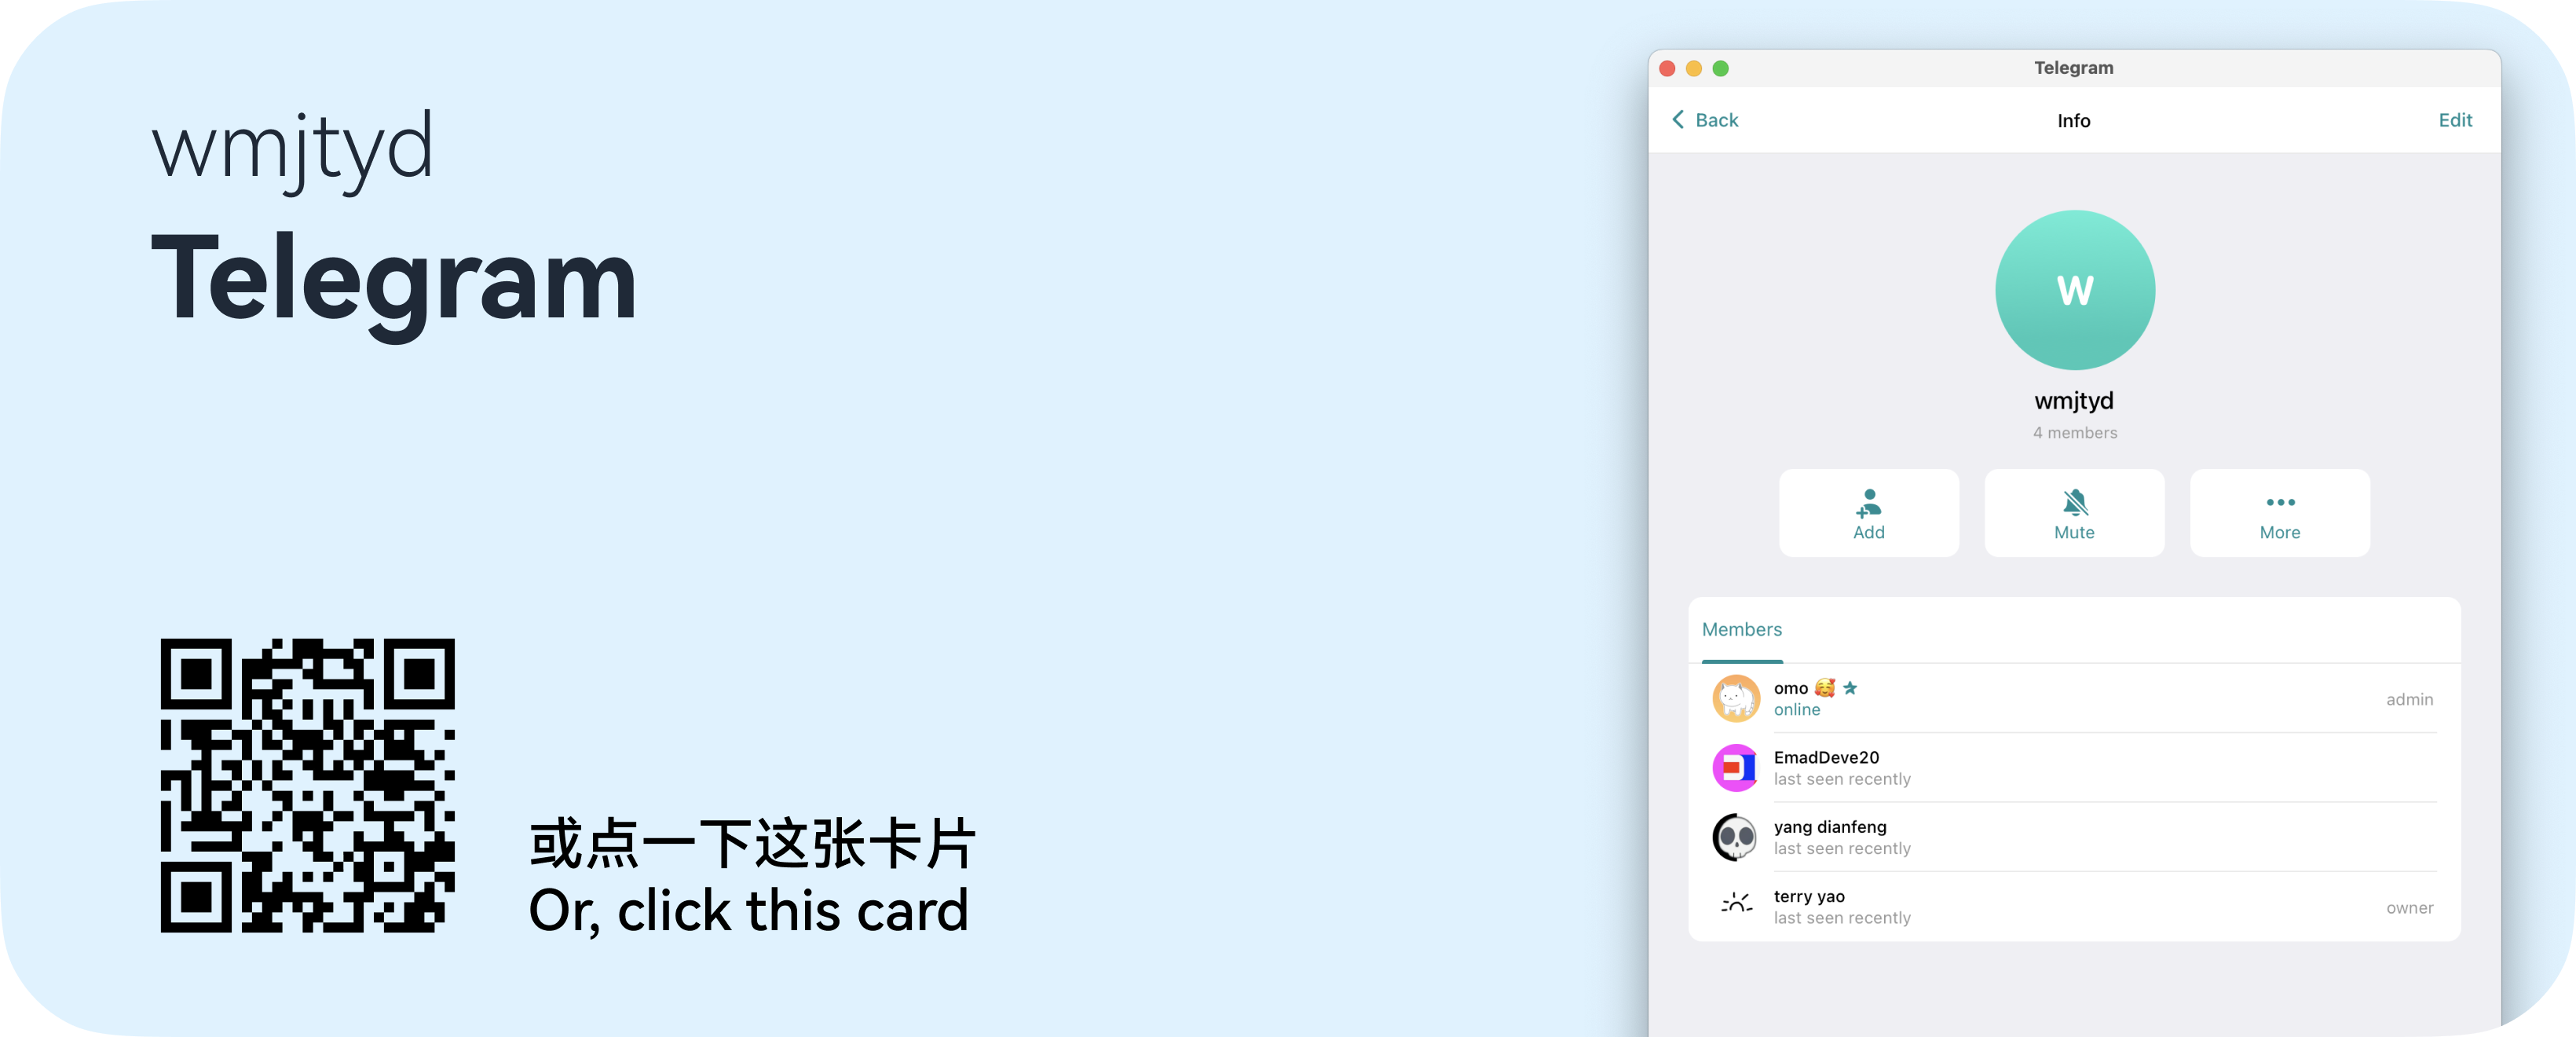 wmjtyd
Telegram
或点一下这张卡片
Or, click this card
Telegram
Back
Info
Edit
W
wmjtyd
4 members
Add
Mute
More
Members
omo 🥰
online
admin
EmadDeve20
last seen recently
yang dianfeng
last seen recently
terry yao
last seen recently
owner